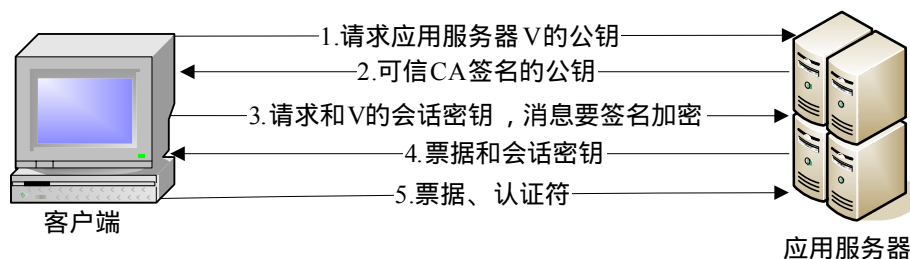 1.请求应用服务器V的公钥
2.可信CA签名的公钥
3.请求和V的会话密钥，消息要签名加密
4.票据和会话密钥
5.票据、认证符
客户端
应用服务器